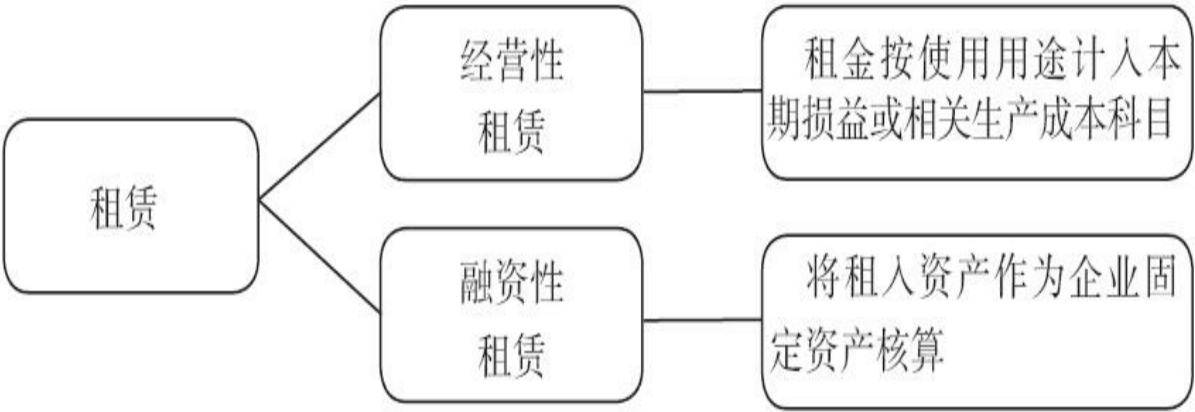 租赁
经营性
租赁
租金按使用用途计入本
期损益或相关生产成本科目
融资性
租赁
将租入资产作为企业固
定资产核算